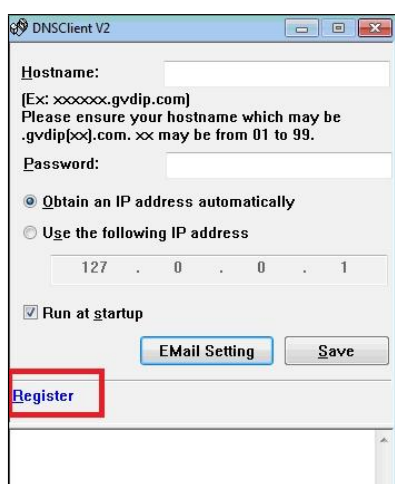 DNSClient V2
Hostname:
(Ex: xxxxxx.gvdip.com)
Please ensure your hostname which may be
.gvdip(xx).com. xx may be from 01 to 99.
Password:
Obtain an IP address automatically
Use the following IP address
127 . 0 . 0 . 1
Run at startup
EMail Setting Save
Register